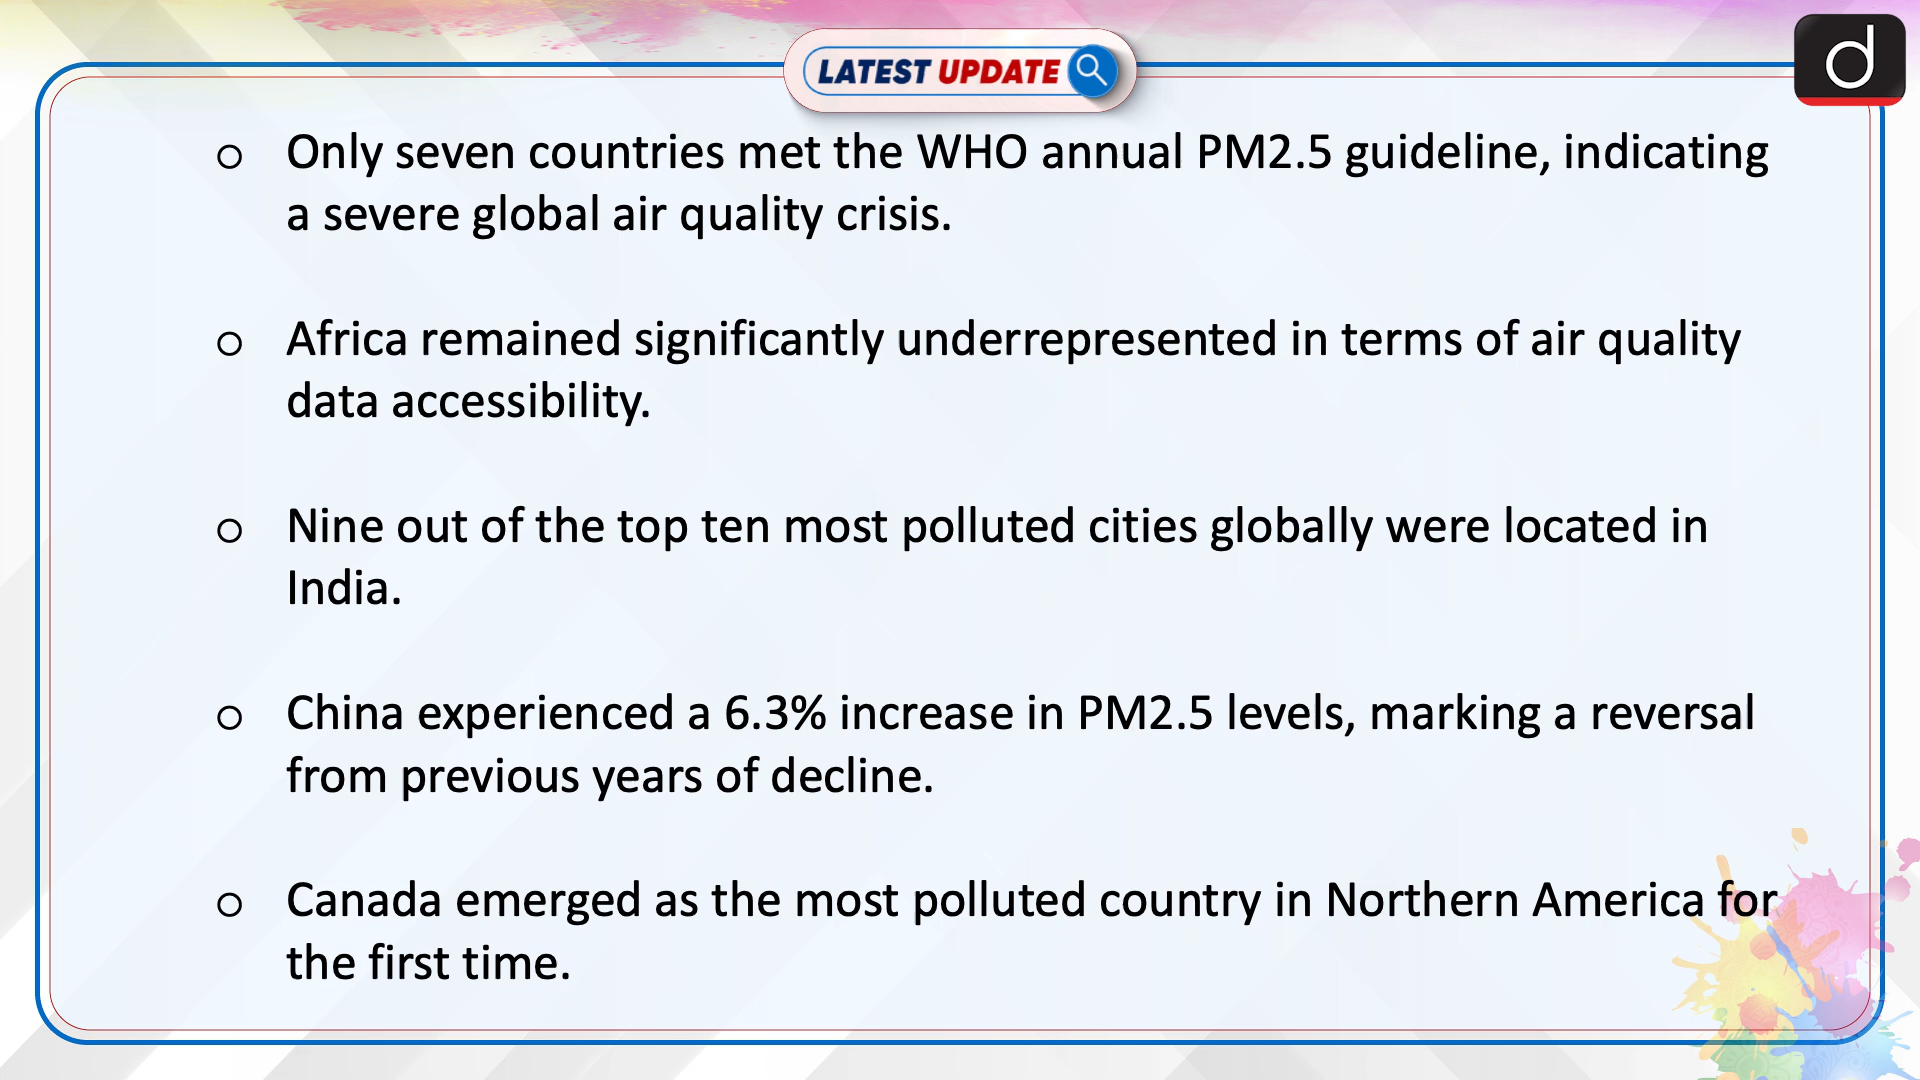 LATEST UPDATE
d
o Only seven countries met the WHO annual PM2.5 guideline, indicating
a severe global air quality crisis.
o Africa remained significantly underrepresented in terms of air quality
data accessibility.
o Nine out of the top ten most polluted cities globally were located in
India.
o China experienced a 6.3% increase in PM2.5 levels, marking a reversal
from previous years of decline.
o Canada emerged as the most polluted country in Northern America for
the first time.